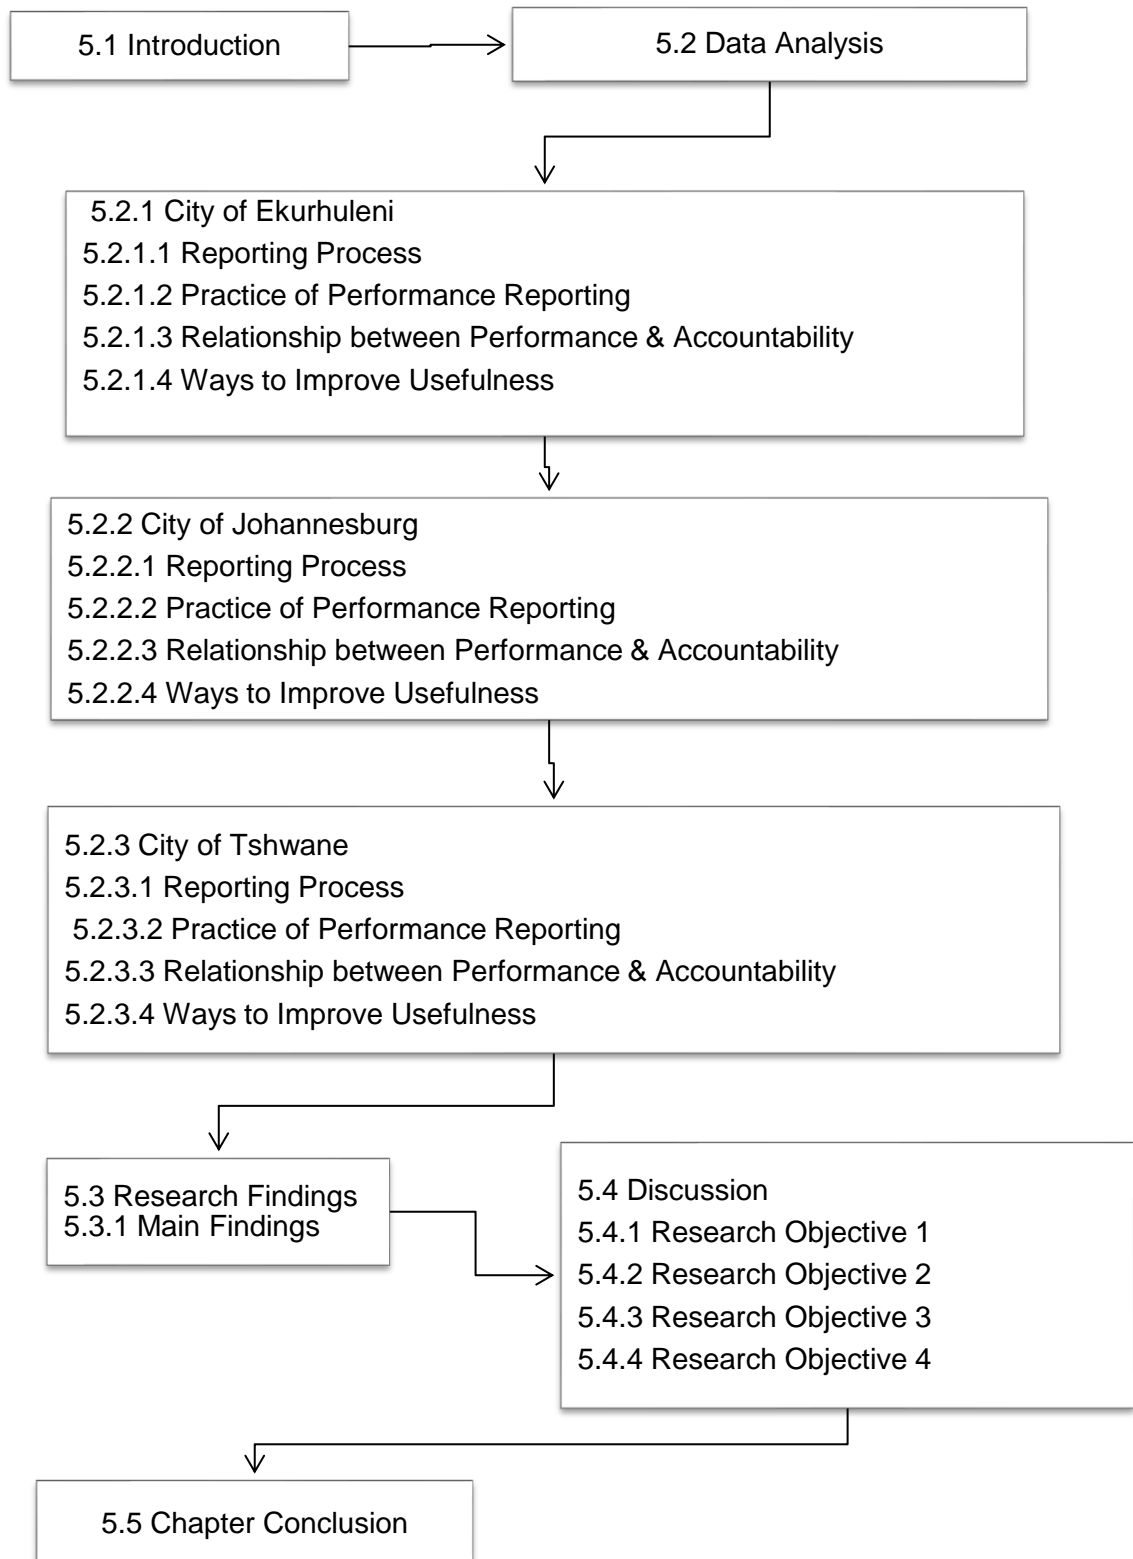 5.1 Introduction
5.2 Data Analysis
5.2.1 City of Ekurhuleni
5.2.1.1 Reporting Process
5.2.1.2 Practice of Performance Reporting
5.2.1.3 Relationship between Performance & Accountability
5.2.1.4 Ways to Improve Usefulness
5.2.2 City of Johannesburg
5.2.2.1 Reporting Process
5.2.2.2 Practice of Performance Reporting
5.2.2.3 Relationship between Performance & Accountability
5.2.2.4 Ways to Improve Usefulness
5.2.3 City of Tshwane
5.2.3.1 Reporting Process
5.2.3.2 Practice of Performance Reporting
5.2.3.3 Relationship between Performance & Accountability
5.2.3.4 Ways to Improve Usefulness
5.3 Research Findings
5.3.1 Main Findings
5.4 Discussion
5.4.1 Research Objective 1
5.4.2 Research Objective 2
5.4.3 Research Objective 3
5.4.4 Research Objective 4
5.5 Chapter Conclusion